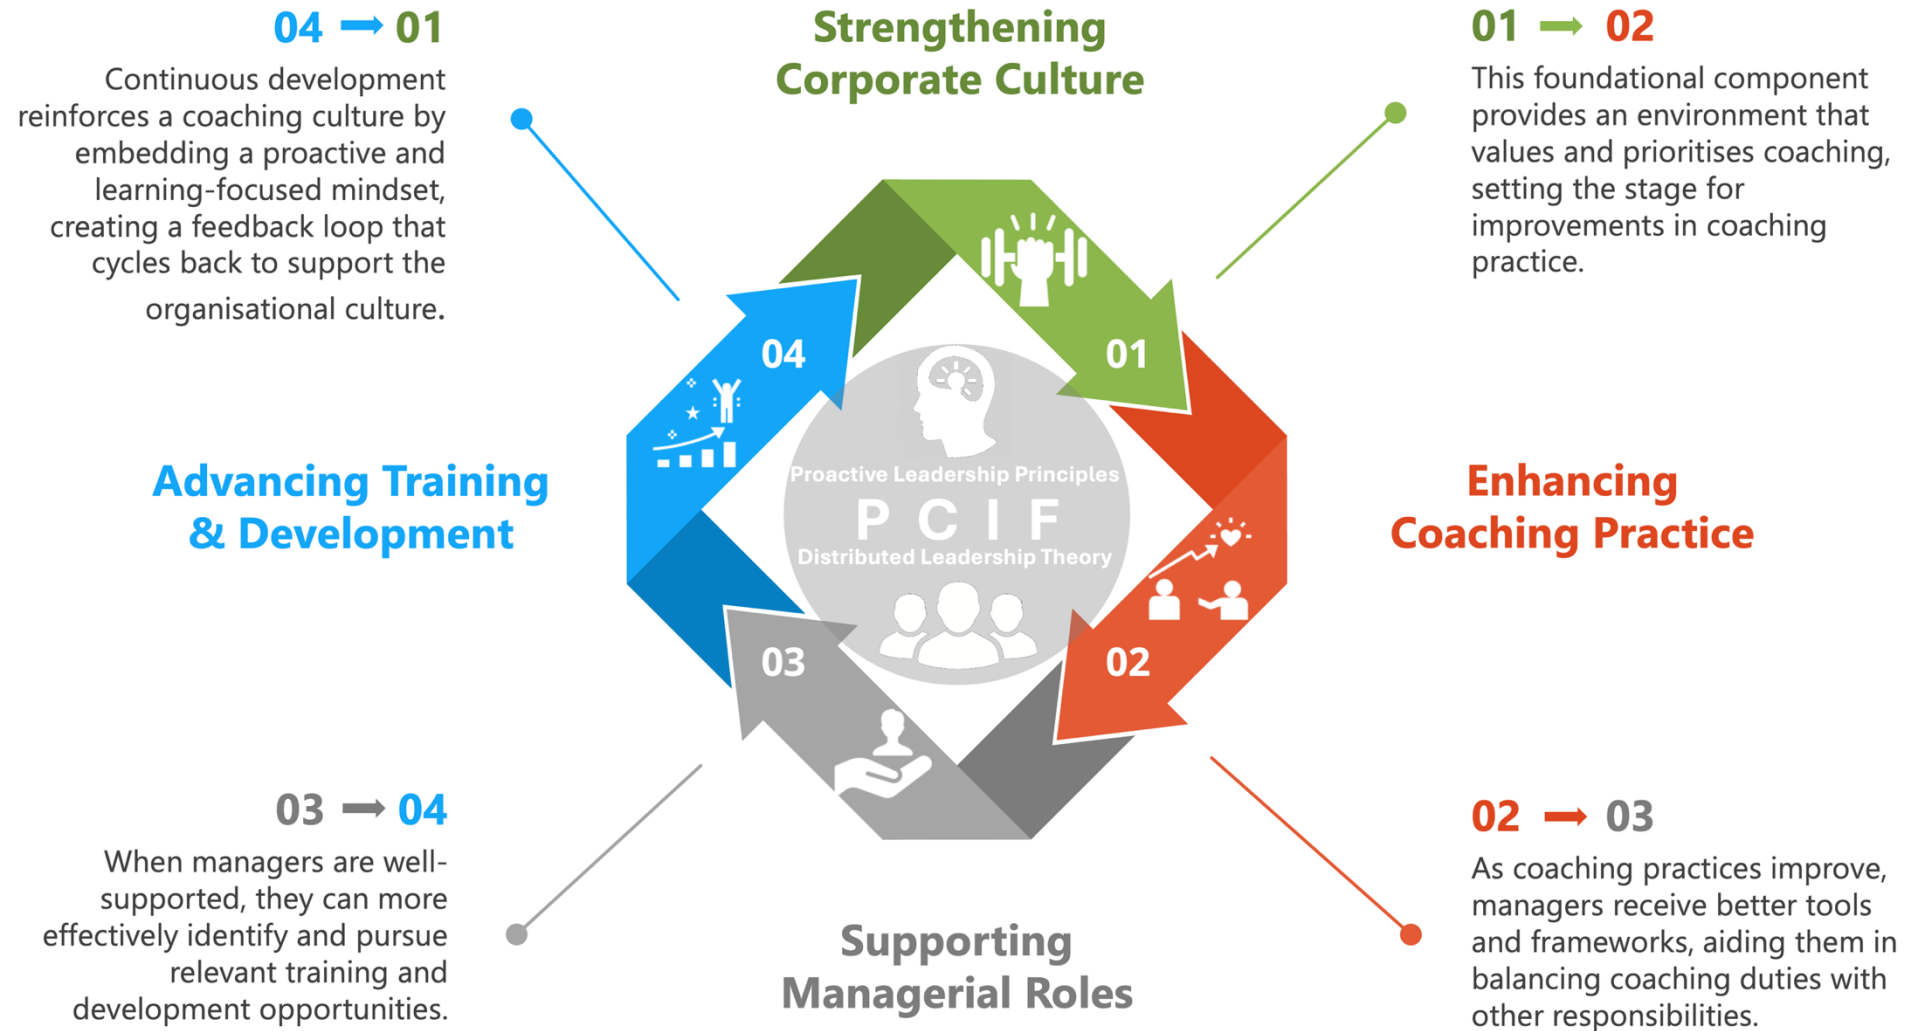 04 → 01
Continuous development
reinforces a coaching culture by
embedding a proactive and
learning-focused mindset,
creating a feedback loop that
cycles back to support the
organisational culture.
Strengthening
Corporate Culture
01 → 02
This foundational component
provides an environment that
values and prioritises coaching,
setting the stage for
improvements in coaching
practice.
04
01
Advancing Training
& Development
Proactive Leadership Principles
P C I F
Distributed Leadership Theory
Enhancing
Coaching Practice
03
02
03 → 04
When managers are well-
supported, they can more
effectively identify and pursue
relevant training and
development opportunities.
Supporting
Managerial Roles
02 → 03
As coaching practices improve,
managers receive better tools
and frameworks, aiding them in
balancing coaching duties with
other responsibilities.